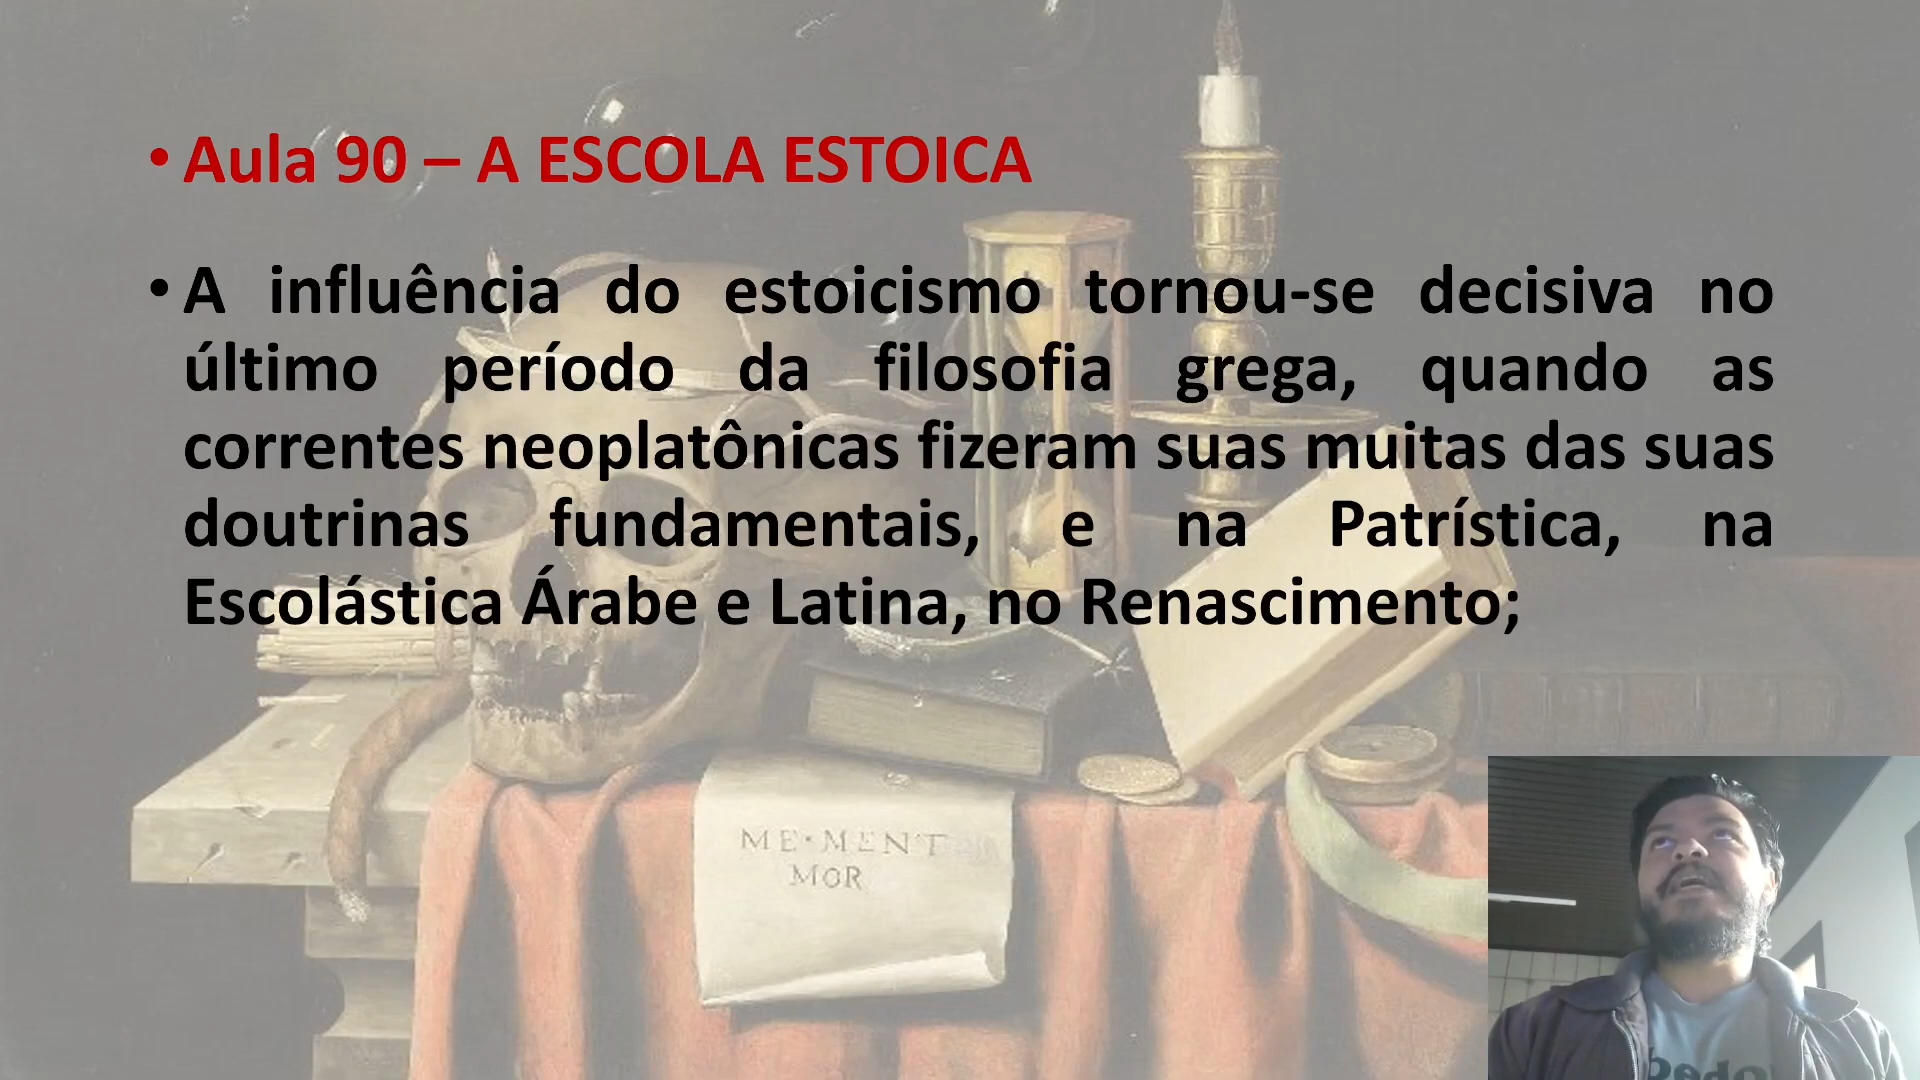 • Aula 90 – A ESCOLA ESTOICA
• A influência do estoicismo tornou-se decisiva no
último período da filosofia grega, quando as
correntes neoplatônicas fizeram suas muitas das suas
doutrinas fundamentais, e na Patrística, na
Escolástica Árabe e Latina, no Renascimento;
ME·MENT
MOR